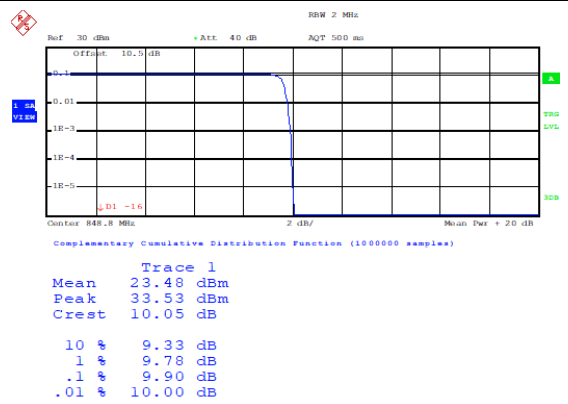 RBW 2 MHz
Ref 30 dBm * Att 40 dB AQT 500 ms
Offset 10.5 dB
0.1
A
0.01
1 SA
VIEW
TRG
LVL
1E-3
1E-4
1E-5
3DB
↓D1 -16
Center 848.8 MHz 2 dB/ Mean Pwr + 20 dB
Complementary Cumulative Distribution Function (1000000 samples)
Trace 1
Mean 23.48 dBm
Peak 33.53 dBm
Crest 10.05 dB
10 % 9.33 dB
1 % 9.78 dB
.1 % 9.90 dB
.01 % 10.00 dB